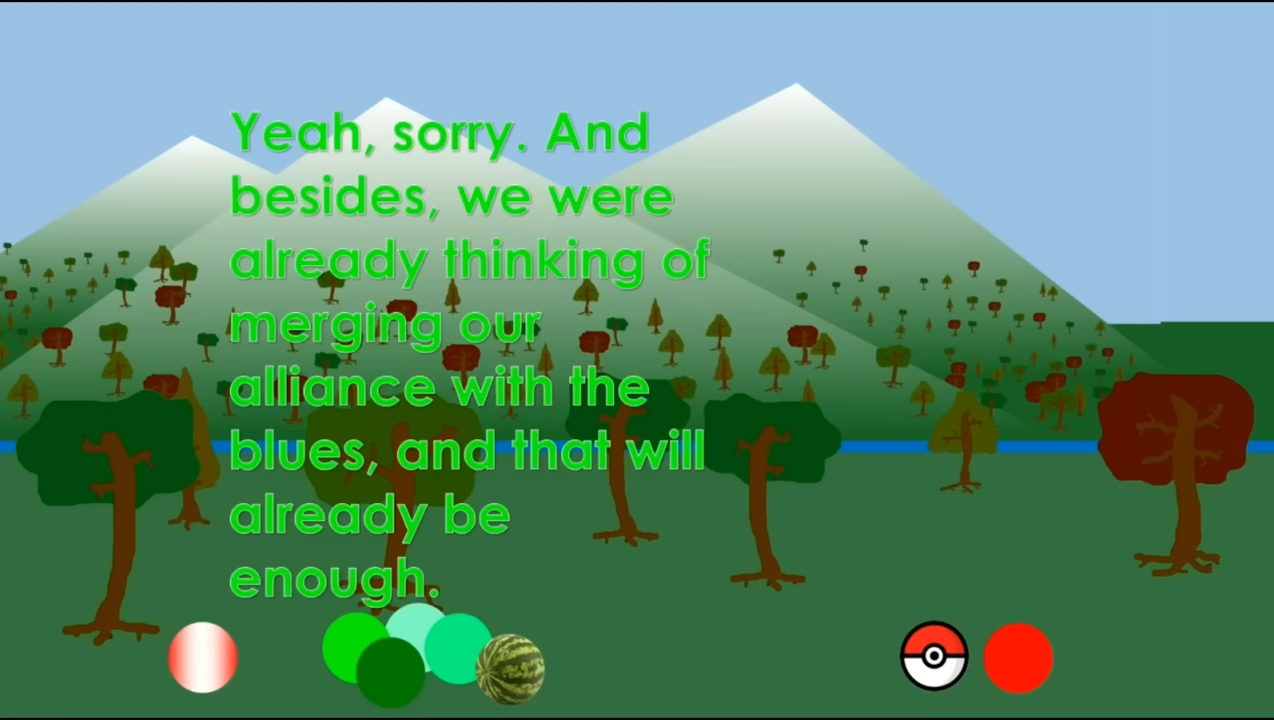 Yeah, sorry. And
besides, we were
already thinking of
merging our
alliance with the
blues, and that will
already be
enough.